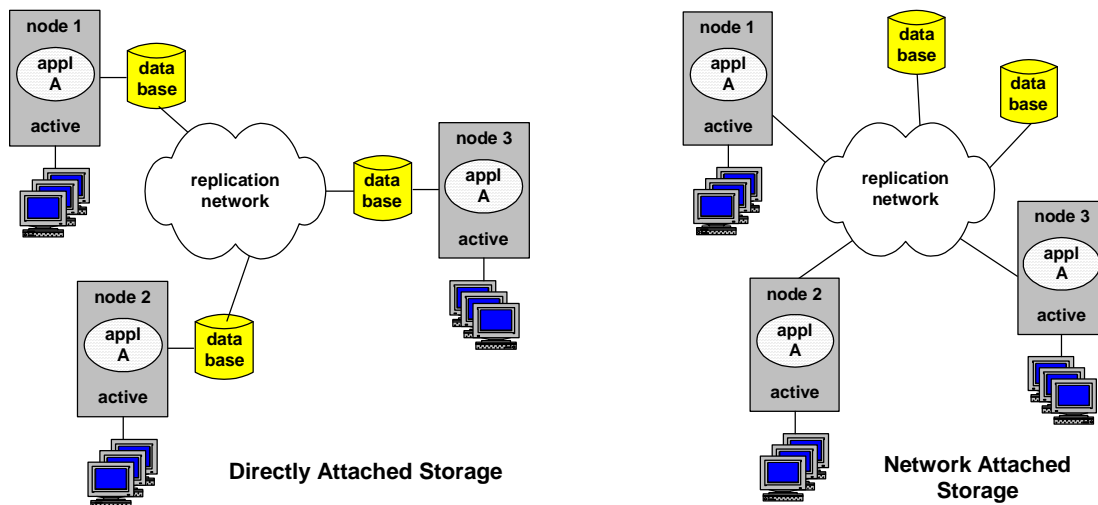 node 1
appl
A
active
data
base
replication
network
data
base
node 3
appl
A
active
node 2
appl
A
active
data
base
Directly Attached Storage
node 1
appl
A
active
data
base
data
base
replication
network
node 3
appl
A
active
node 2
appl
A
active
Network Attached
Storage